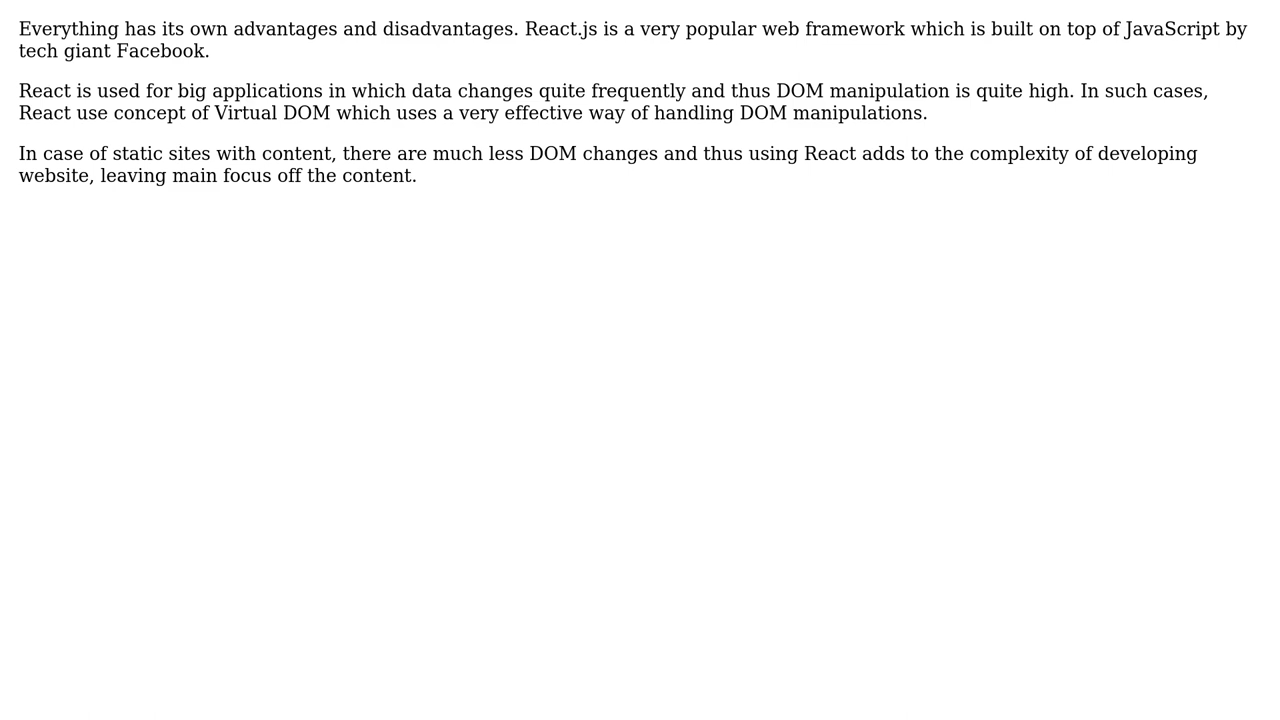 Everything has its own advantages and disadvantages. React.js is a very popular web framework which is built on top of JavaScript by
tech giant Facebook.
React is used for big applications in which data changes quite frequently and thus DOM manipulation is quite high. In such cases,
React use concept of Virtual DOM which uses a very effective way of handling DOM manipulations.
In case of static sites with content, there are much less DOM changes and thus using React adds to the complexity of developing
website, leaving main focus off the content.